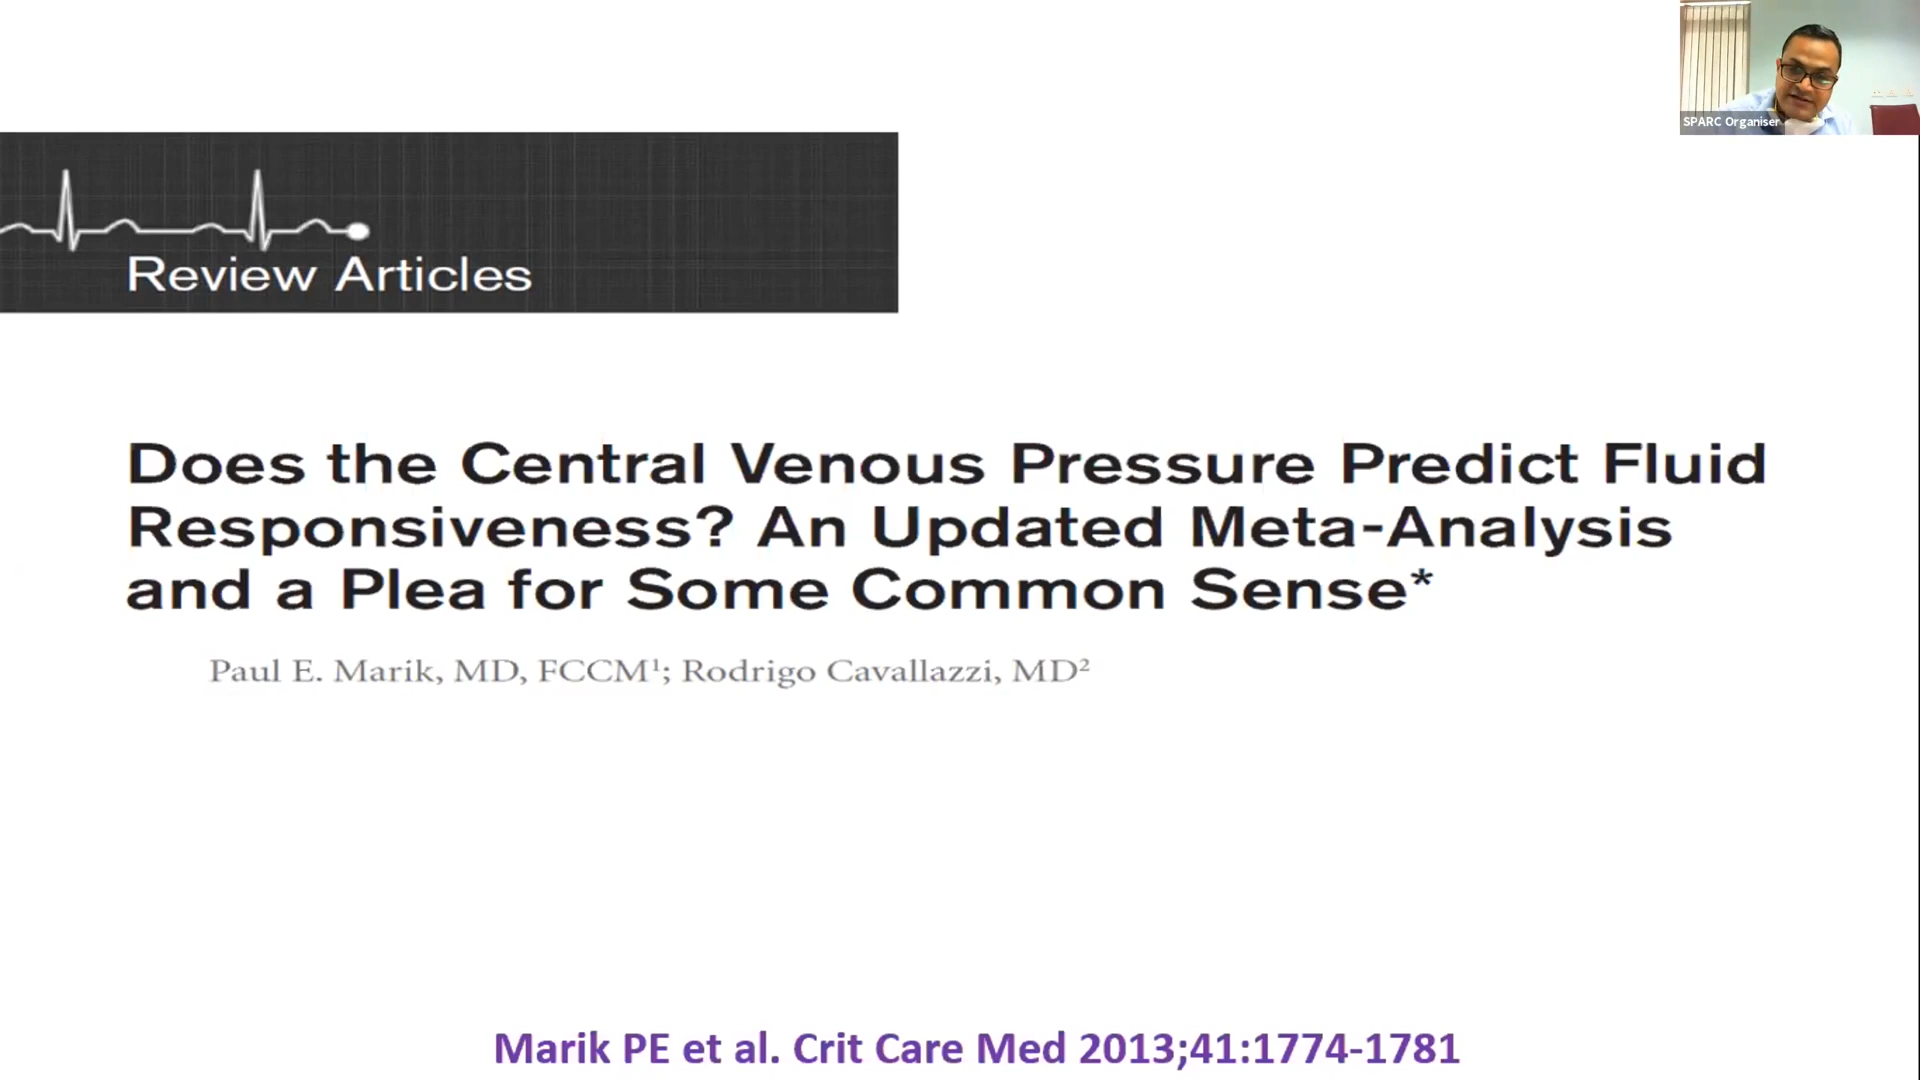 SPARC Organiser
Review Articles
Does the Central Venous Pressure Predict Fluid
Responsiveness? An Updated Meta-Analysis
and a Plea for Some Common Sense*
Paul E. Marik, MD, FCCM¹; Rodrigo Cavallazzi, MD²
Marik PE et al. Crit Care Med 2013;41:1774-1781